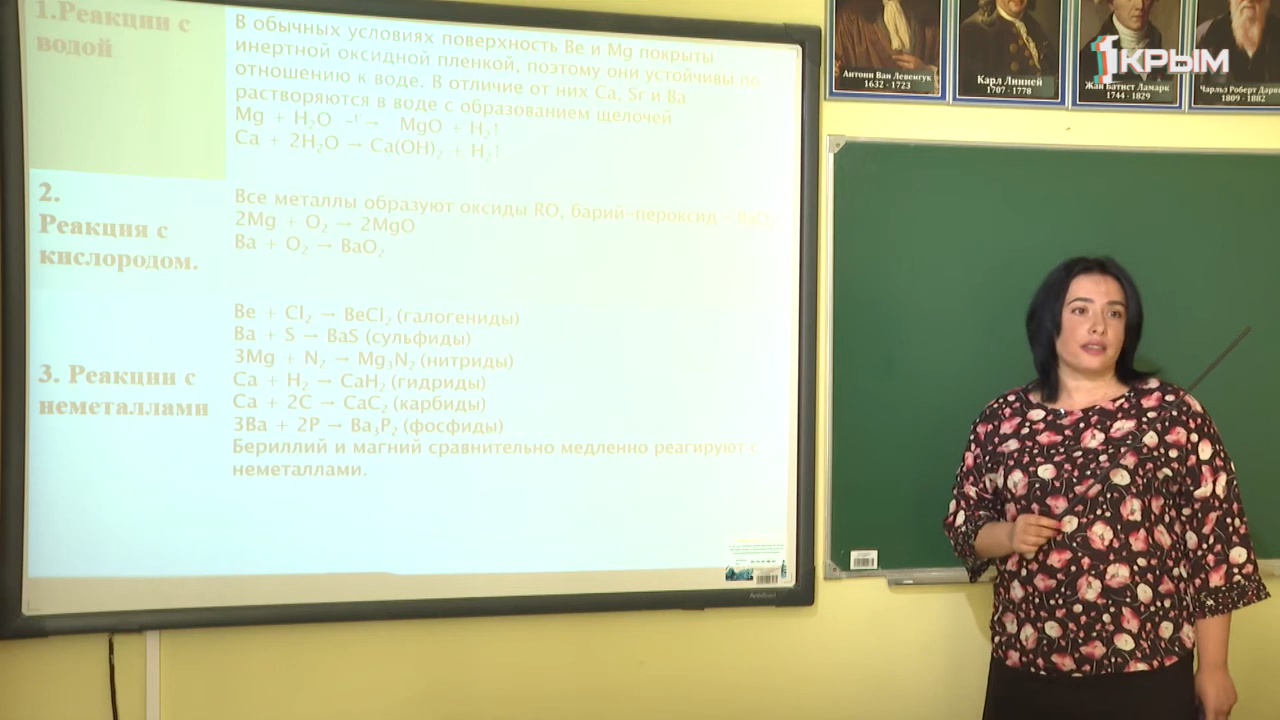 1.Реакции с
водой
В обычных условиях поверхность Be и Mg покрыты
инертной оксидной пленкой, поэтому они устойчивы по
отношению к воде. В отличие от них Ca, Sr и Ba
растворяются в воде с образованием щелочей
Mg + H₂O –t°→ MgO + H₂↑
Ca + 2H₂O → Ca(OH)₂ + H₂↑
2.
Реакция с
кислородом.
Все металлы образуют оксиды RO, барий-пероксид – BaO₂
2Mg + O₂ → 2MgO
Ba + O₂ → BaO₂
3. Реакции с
неметаллами
Be + Cl₂ → BeCl₂ (галогениды)
Ba + S → BaS (сульфиды)
3Mg + N₂ → Mg₃N₂ (нитриды)
Ca + H₂ → CaH₂ (гидриды)
Ca + 2C → CaC₂ (карбиды)
3Ba + 2P → Ba₃P₂ (фосфиды)
Бериллий и магний сравнительно медленно реагируют с
неметаллами.
Антони Ван Левенгук
1632 - 1723
Карл Линней
1707 - 1778
Жан Батист Ламарк
1744 - 1829
Чарльз Роберт
1809 - 1882
1КРЫМ